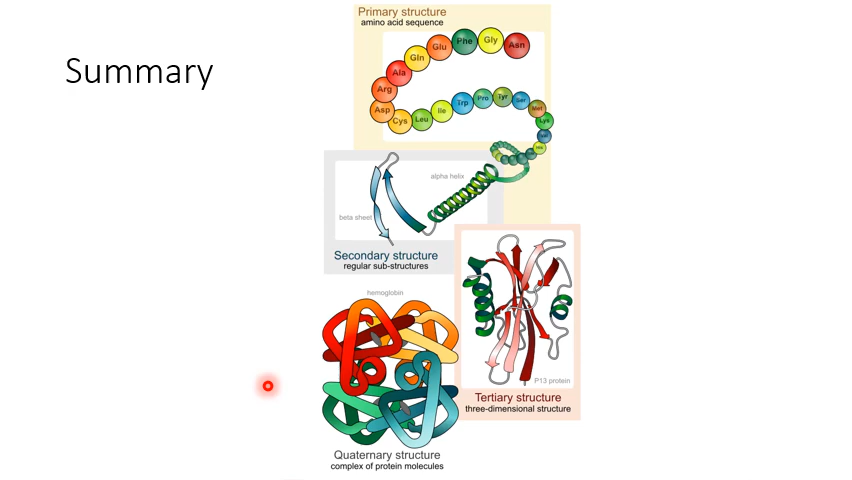 Summary
Primary structure
amino acid sequence
Asn
Gly
Phe
Glu
Gln
Ala
Arg
Asp
Cys
Leu
Ile
Trp
Pro
Tyr
Ser
Met
Lys
Val
His
alpha helix
beta sheet
Secondary structure
regular sub-structures
hemoglobin
P13 protein
Tertiary structure
three-dimensional structure
Quaternary structure
complex of protein molecules